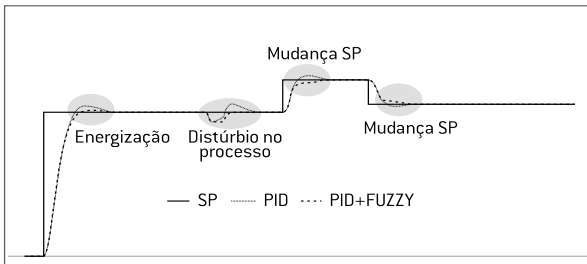 Mudança SP
Energização
Distúrbio no
processo
Mudança SP
SP PID PID+FUZZY